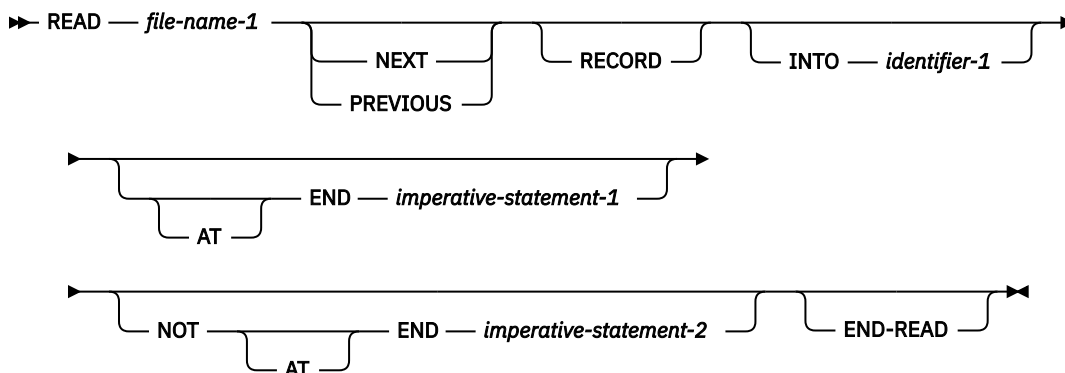 READ file-name-1
NEXT RECORD INTO identifier-1
PREVIOUS
END imperative-statement-1
AT
NOT END imperative-statement-2 END-READ
AT